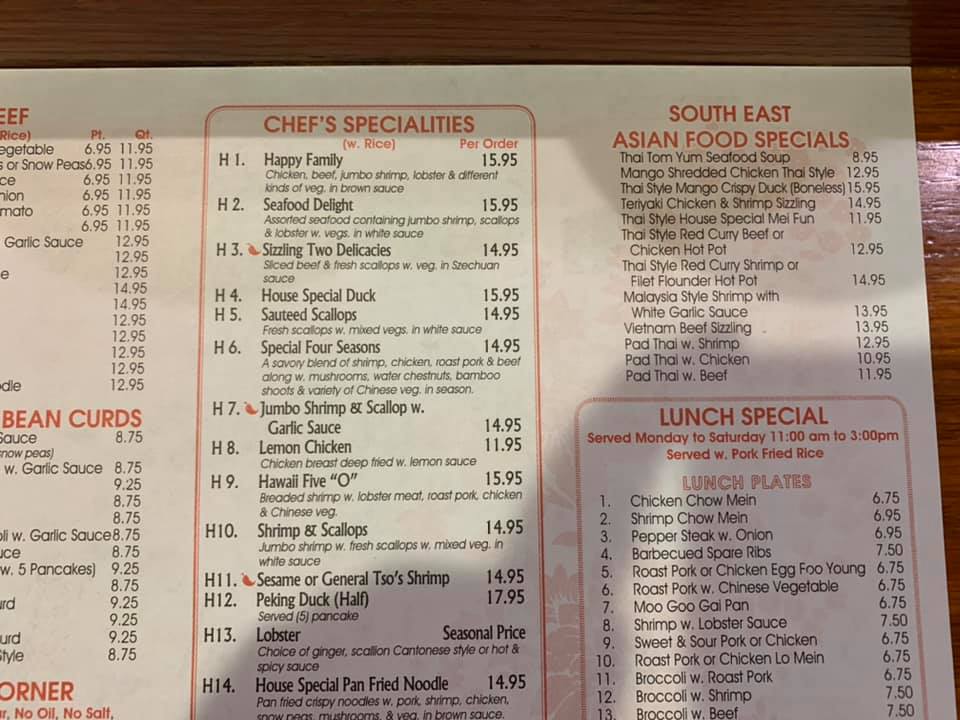 EEF
Rice) Pt. Qt.
egetable 6.95 11.95
s or Snow Peas 6.95 11.95
ce 6.95 11.95
nion 6.95 11.95
mato 6.95 11.95
6.95 11.95
Garlic Sauce 12.95
12.95
e 12.95
14.95
14.95
12.95
12.95
12.95
12.95
odle 12.95
BEAN CURDS
Sauce 8.75
snow peas)
w. Garlic Sauce 8.75
9.25
8.75
8.75
oli w. Garlic Sauce 8.75
uce 8.75
w. 5 Pancakes) 9.25
8.75
urd 9.25
9.25
urd 9.25
Style 8.75
ORNER
ar, No Oil, No Salt,
CHEF'S SPECIALITIES
(w. Rice) Per Order
H 1. Happy Family 15.95
Chicken, beef, jumbo shrimp, lobster & different
kinds of veg. in brown sauce
H 2. Seafood Delight 15.95
Assorted seafood containing jumbo shrimp, scallops
& lobster w. vegs. in white sauce
H 3. Sizzling Two Delicacies 14.95
Sliced beef & fresh scallops w. veg. in Szechuan
sauce
H 4. House Special Duck 15.95
H 5. Sauteed Scallops 14.95
Fresh scallops w. mixed vegs. in white sauce
H 6. Special Four Seasons 14.95
A savory blend of shrimp, chicken, roast pork & beef
along w. mushrooms, water chestnuts, bamboo
shoots & variety of Chinese veg. in season.
H 7. Jumbo Shrimp & Scallop w.
Garlic Sauce 14.95
H 8. Lemon Chicken 11.95
Chicken breast deep fried w. lemon sauce
H 9. Hawaii Five "O" 15.95
Breaded shrimp w. lobster meat, roast pork, chicken
& Chinese veg.
H10. Shrimp & Scallops 14.95
Jumbo shrimp w. fresh scallops w. mixed veg. in
white sauce
H11. Sesame or General Tso's Shrimp 14.95
H12. Peking Duck (Half) 17.95
Served (5) pancake
H13. Lobster Seasonal Price
Choice of ginger, scallion Cantonese style or hot &
spicy sauce
H14. House Special Pan Fried Noodle 14.95
Pan fried crispy noodles w. pork, shrimp, chicken,
snow peas, mushrooms, & veg. in brown sauce.
SOUTH EAST
ASIAN FOOD SPECIALS
Thai Tom Yum Seafood Soup 8.95
Mango Shredded Chicken Thai Style 12.95
Thai Style Mango Crispy Duck (Boneless) 15.95
Teriyaki Chicken & Shrimp Sizzling 14.95
Thai Style House Special Mei Fun 11.95
Thai Style Red Curry Beef or
Chicken Hot Pot 12.95
Thai Style Red Curry Shrimp or
Filet Flounder Hot Pot 14.95
Malaysia Style Shrimp with
White Garlic Sauce 13.95
Vietnam Beef Sizzling 13.95
Pad Thai w. Shrimp 12.95
Pad Thai w. Chicken 10.95
Pad Thai w. Beef 11.95
LUNCH SPECIAL
Served Monday to Saturday 11:00 am to 3:00pm
Served w. Pork Fried Rice
LUNCH PLATES
1. Chicken Chow Mein 6.75
2. Shrimp Chow Mein 6.95
3. Pepper Steak w. Onion 6.95
4. Barbecued Spare Ribs 7.50
5. Roast Pork or Chicken Egg Foo Young 6.75
6. Roast Pork w. Chinese Vegetable 6.75
7. Moo Goo Gai Pan 6.75
8. Shrimp w. Lobster Sauce 7.50
9. Sweet & Sour Pork or Chicken 6.75
10. Roast Pork or Chicken Lo Mein 6.75
11. Broccoli w. Roast Pork 6.75
12. Broccoli w. Shrimp 7.50
13. Broccoli w. Beef 7.50